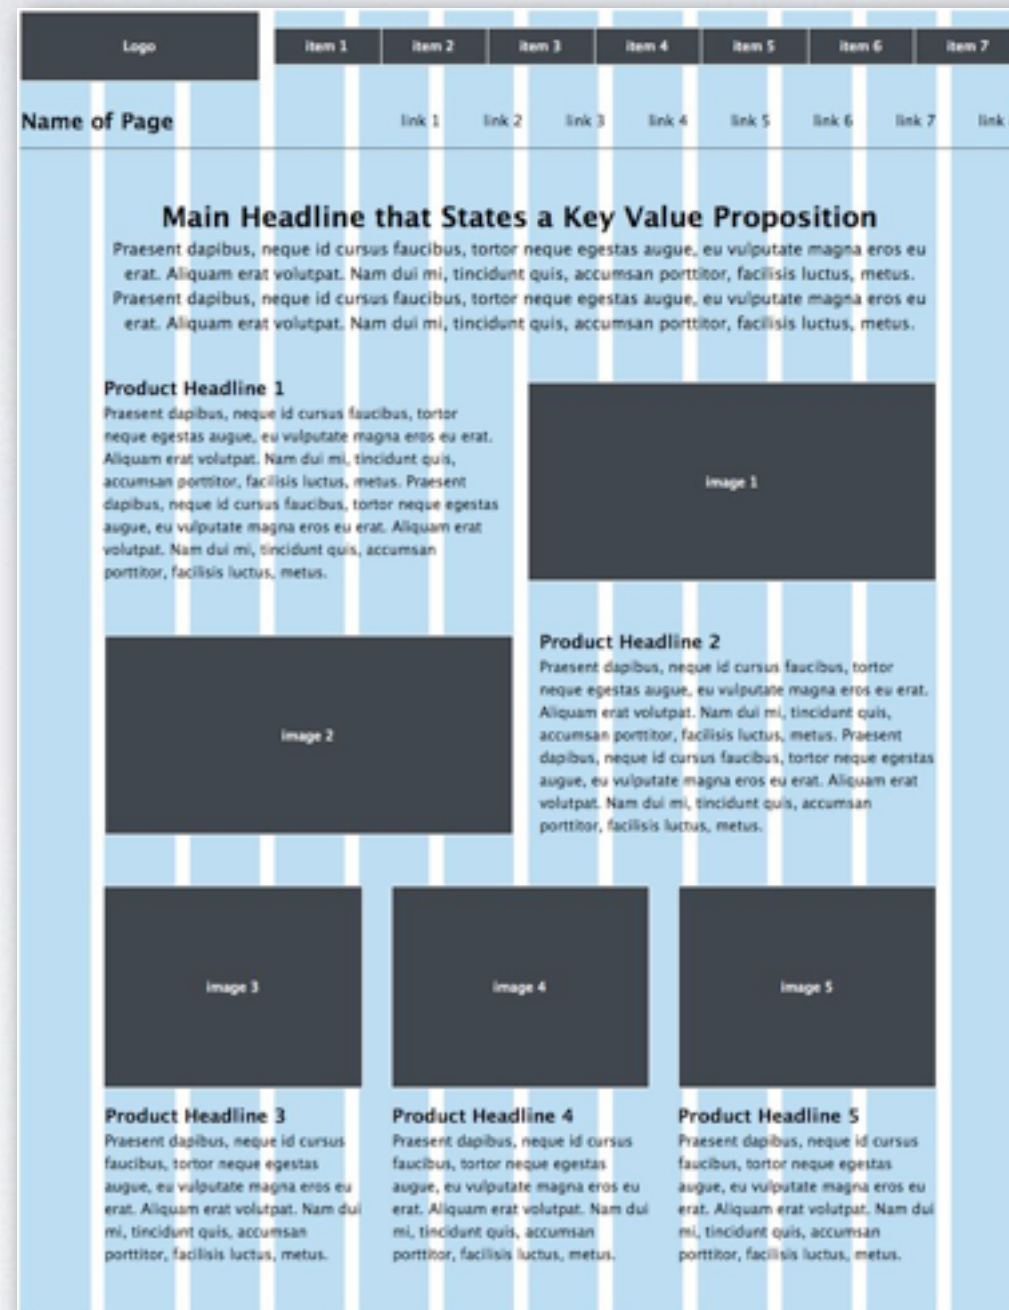 Logo
item 1 item 2 item 3 item 4 item 5 item 6 item 7
Name of Page
link 1 link 2 link 3 link 4 link 5 link 6 link 7 link
Main Headline that States a Key Value Proposition
Praesent dapibus, neque id cursus faucibus, tortor neque egestas augue, eu vulputate magna eros eu
erat. Aliquam erat volutpat. Nam dui mi, tincidunt quis, accumsan porttitor, facilisis luctus, metus.
Praesent dapibus, neque id cursus faucibus, tortor neque egestas augue, eu vulputate magna eros eu
erat. Aliquam erat volutpat. Nam dui mi, tincidunt quis, accumsan porttitor, facilisis luctus, metus.
Product Headline 1
Praesent dapibus, neque id cursus faucibus, tortor
neque egestas augue, eu vulputate magna eros eu erat.
Aliquam erat volutpat. Nam dui mi, tincidunt quis,
accumsan porttitor, facilisis luctus, metus. Praesent
dapibus, neque id cursus faucibus, tortor neque egestas
augue, eu vulputate magna eros eu erat. Aliquam erat
volutpat. Nam dui mi, tincidunt quis, accumsan
porttitor, facilisis luctus, metus.
image 1
image 2
Product Headline 2
Praesent dapibus, neque id cursus faucibus, tortor
neque egestas augue, eu vulputate magna eros eu erat.
Aliquam erat volutpat. Nam dui mi, tincidunt quis,
accumsan porttitor, facilisis luctus, metus. Praesent
dapibus, neque id cursus faucibus, tortor neque egestas
augue, eu vulputate magna eros eu erat. Aliquam erat
volutpat. Nam dui mi, tincidunt quis, accumsan
porttitor, facilisis luctus, metus.
image 3
image 4
image 5
Product Headline 3
Praesent dapibus, neque id cursus
faucibus, tortor neque egestas
augue, eu vulputate magna eros eu
erat. Aliquam erat volutpat. Nam dui
mi, tincidunt quis, accumsan
porttitor, facilisis luctus, metus.
Product Headline 4
Praesent dapibus, neque id cursus
faucibus, tortor neque egestas
augue, eu vulputate magna eros eu
erat. Aliquam erat volutpat. Nam dui
mi, tincidunt quis, accumsan
porttitor, facilisis luctus, metus.
Product Headline 5
Praesent dapibus, neque id cursus
faucibus, tortor neque egestas
augue, eu vulputate magna eros eu
erat. Aliquam erat volutpat. Nam dui
mi, tincidunt quis, accumsan
porttitor, facilisis luctus, metus.